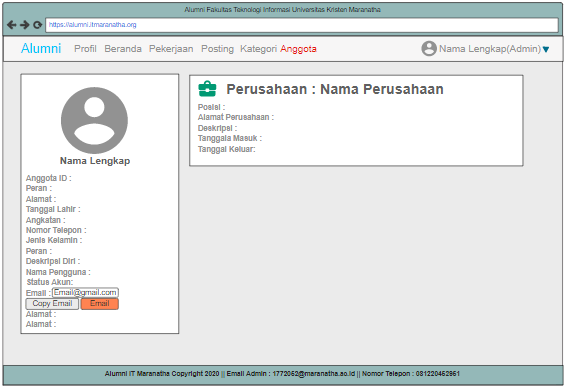 Alumni Fakultas Teknologi Informasi Universitas Kristen Maranatha
https://alumni.itmaranatha.org
Alumni Profil Beranda Pekerjaan Posting Kategori Anggota Nama Lengkap(Admin)
Nama Lengkap
Anggota ID :
Peran :
Alamat :
Tanggal Lahir :
Angkatan :
Nomor Telepon :
Jenis Kelamin :
Peran :
Deskripsi Diri :
Nama Pengguna :
Status Akun:
Email : Email@gmail.com
Copy Email Email
Alamat :
Alamat :
Perusahaan : Nama Perusahaan
Posisi :
Alamat Perusahaan :
Deskripsi :
Tanggala Masuk :
Tanggal Keluar:
Alumni IT Maranatha Copyright 2020 || Email Admin : 1772052@maranatha.ac.id || Nomor Telepon : 081220462961